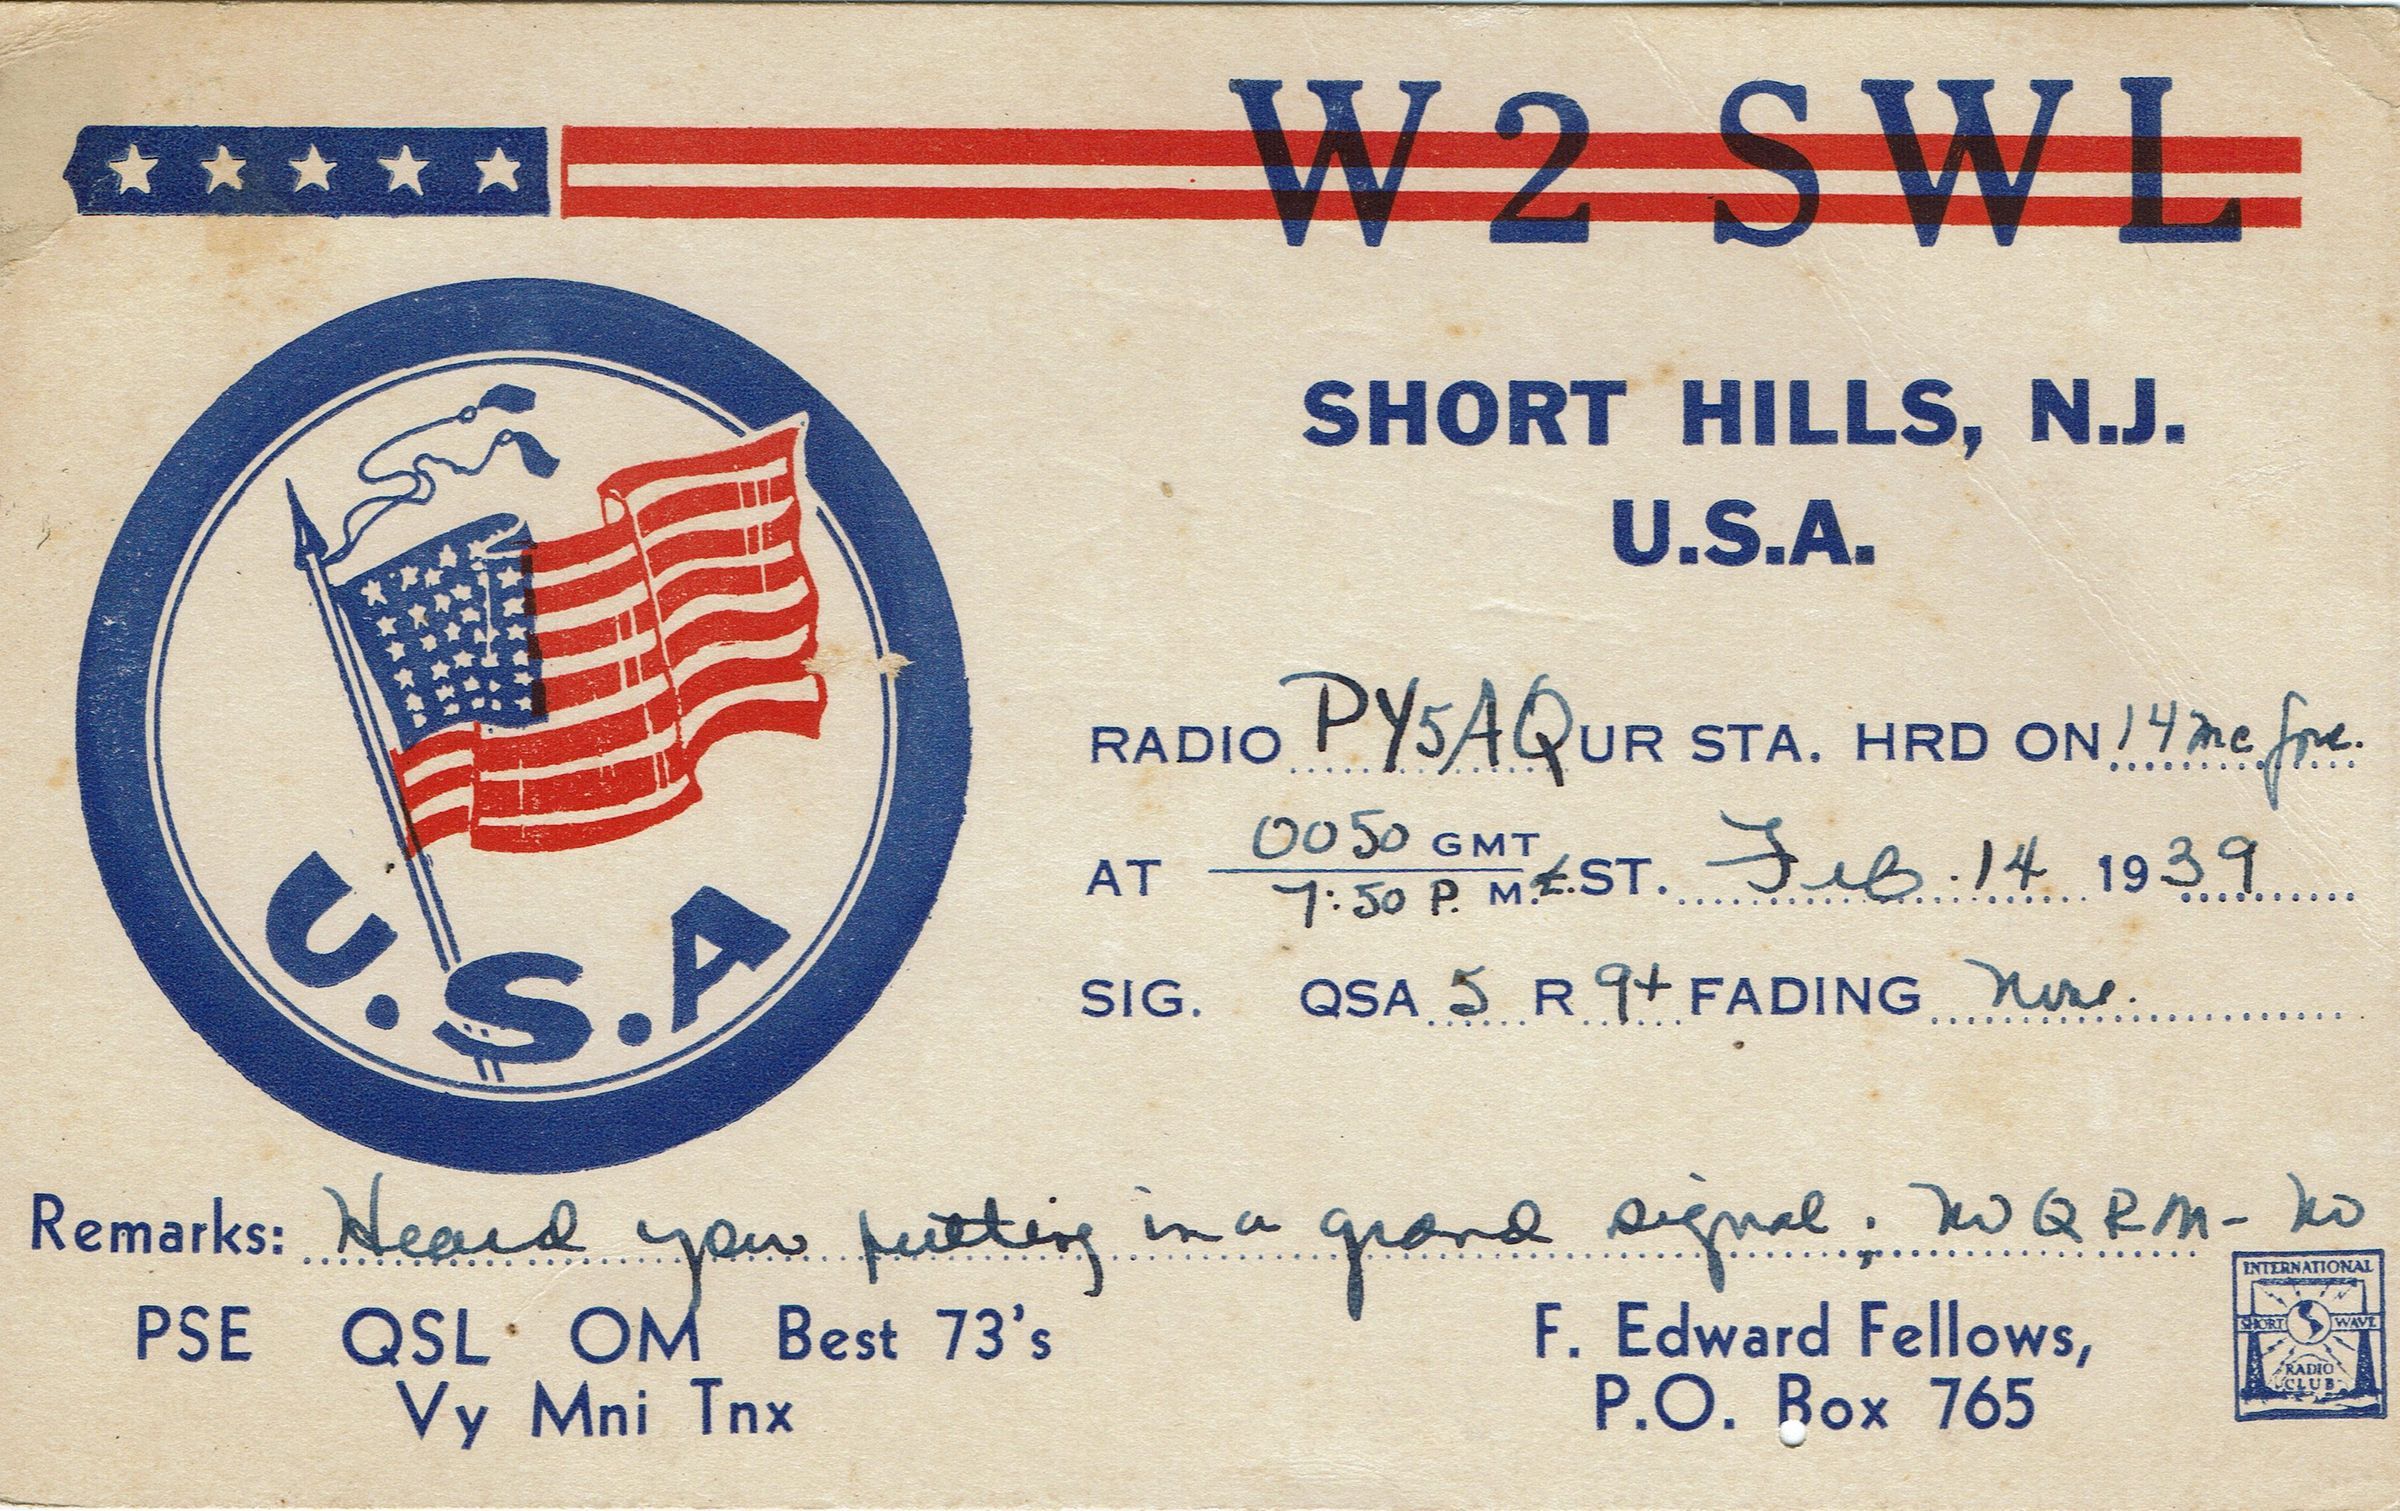 W2SWL
SHORT HILLS, N.J.
U.S.A.
U.S.A
RADIO PY5AQ UR STA. HRD ON 14 mc fone.
AT 0050 GMT
7:50 P. M. E.ST. Feb. 14 1939
SIG. QSA 5 R 9+ FADING None.
Remarks: Heard you putting in a grand signal; No QRM - No
PSE QSL OM Best 73's
Vy Mni Tnx
F. Edward Fellows,
P.O. Box 765
INTERNATIONAL
SHORT WAVE
RADIO
CLUB